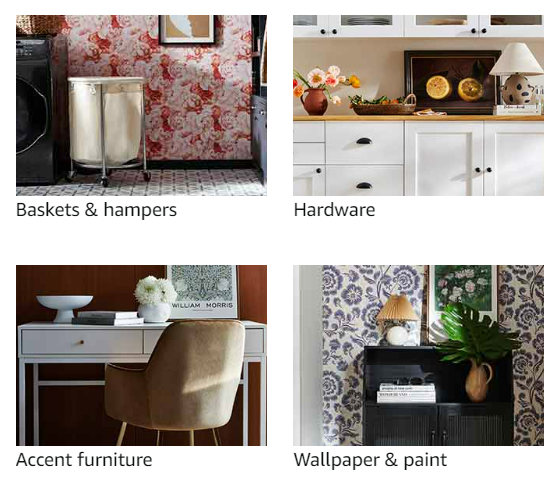 Baskets & hampers
Hardware
WILLIAM MORRIS
Accent furniture
Wallpaper & paint